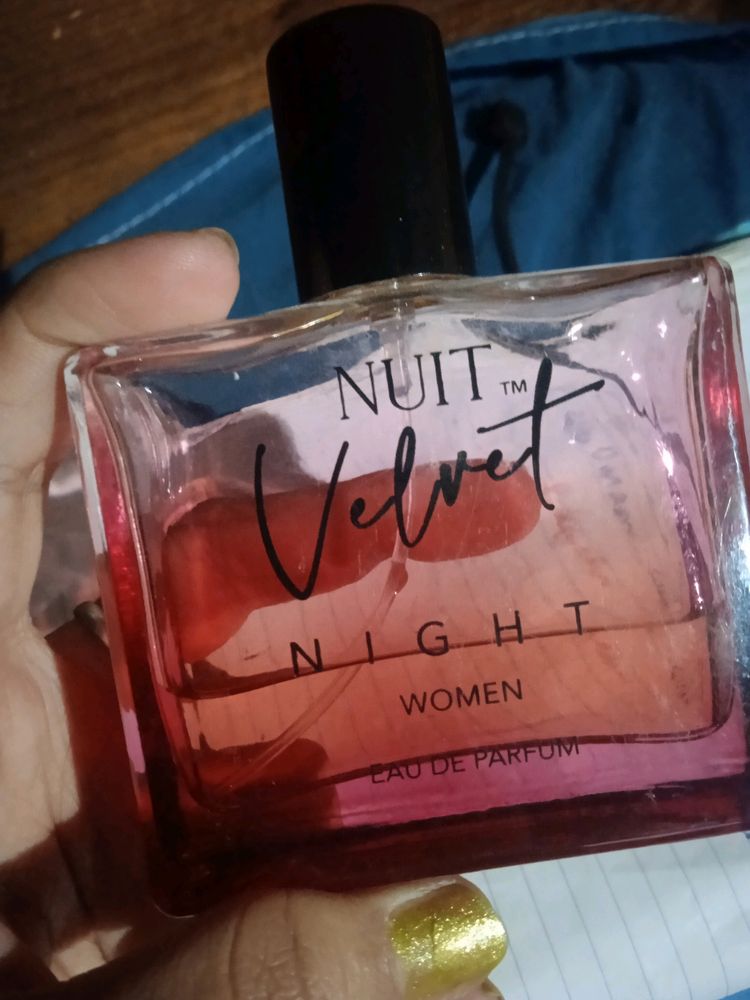 NUIT ™
Velvet
NIGHT
WOMEN
EAU DE PARFUM